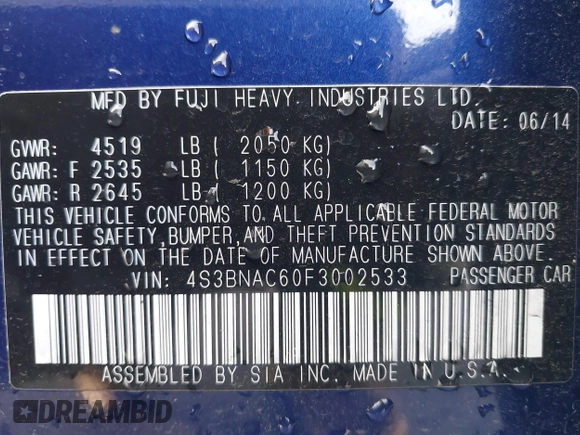 MFD BY FUJI HEAVY INDUSTRIES LTD.
DATE: 06/14
GVWR: 4519 LB ( 2050 KG)
GAWR: F 2535 LB ( 1150 KG)
GAWR: R 2645 LB ( 1200 KG)
THIS VEHICLE CONFORMS TO ALL APPLICABLE FEDERAL MOTOR
VEHICLE SAFETY, BUMPER, AND THEFT PREVENTION STANDARDS
IN EFFECT ON THE DATE OF MANUFACTURE SHOWN ABOVE.
VIN: 4S3BNAC60F3002533 PASSENGER CAR
ASSEMBLED BY SIA INC. MADE IN U.S.A.
DREAMBID